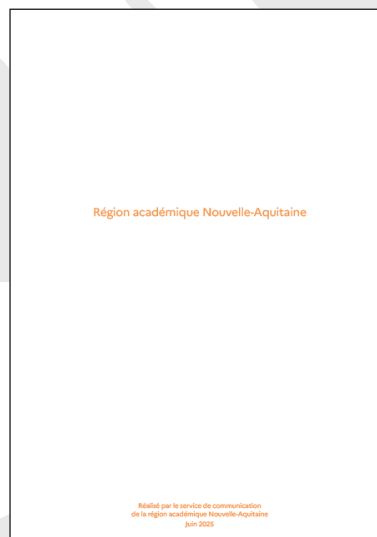 Région académique Nouvelle-Aquitaine
Réalisé par le service de communication
de la région académique Nouvelle-Aquitaine
Juin 2025